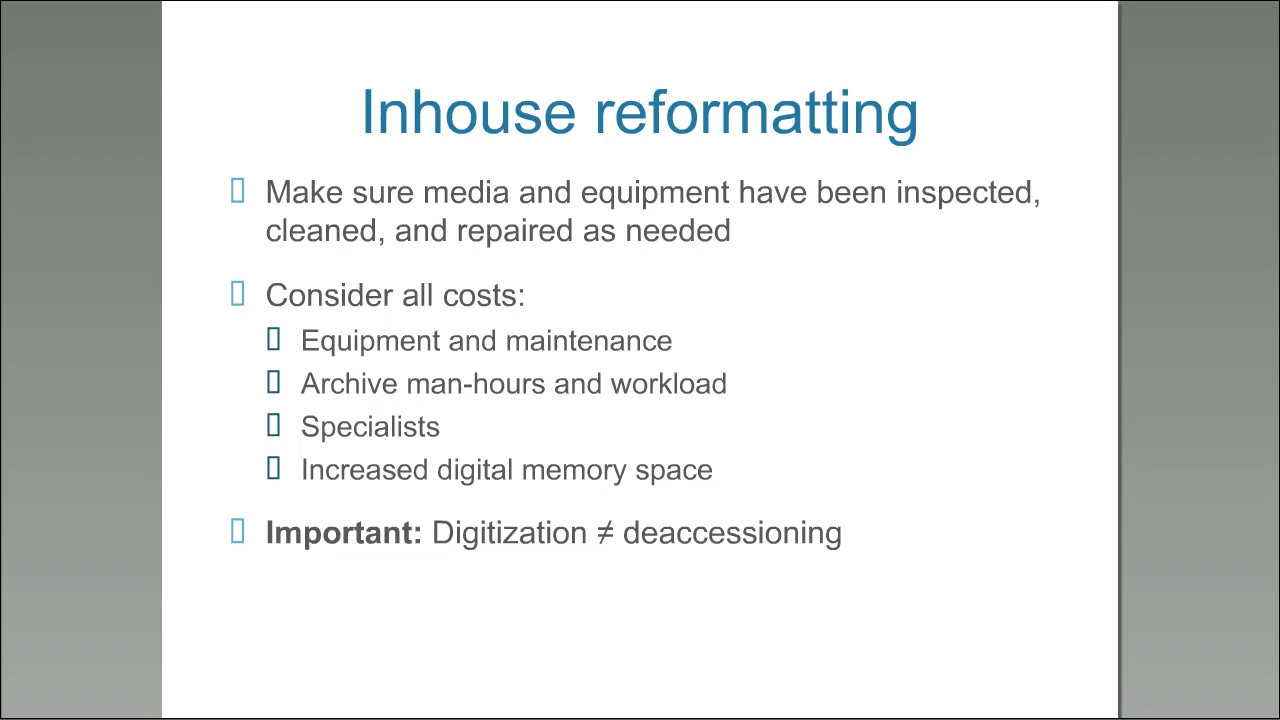 Inhouse reformatting
Make sure media and equipment have been inspected,
cleaned, and repaired as needed
Consider all costs:
Equipment and maintenance
Archive man-hours and workload
Specialists
Increased digital memory space
Important: Digitization ≠ deaccessioning